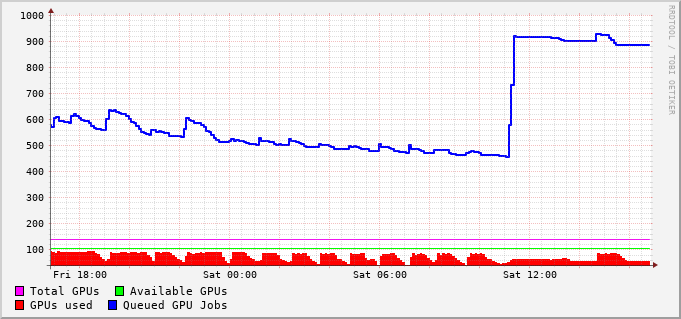 1000
900
800
700
600
500
400
300
200
100
Fri 18:00 Sat 00:00 Sat 06:00 Sat 12:00
Total GPUs Available GPUs
GPUs used Queued GPU Jobs
RRDTOOL / TOBI OETIKER